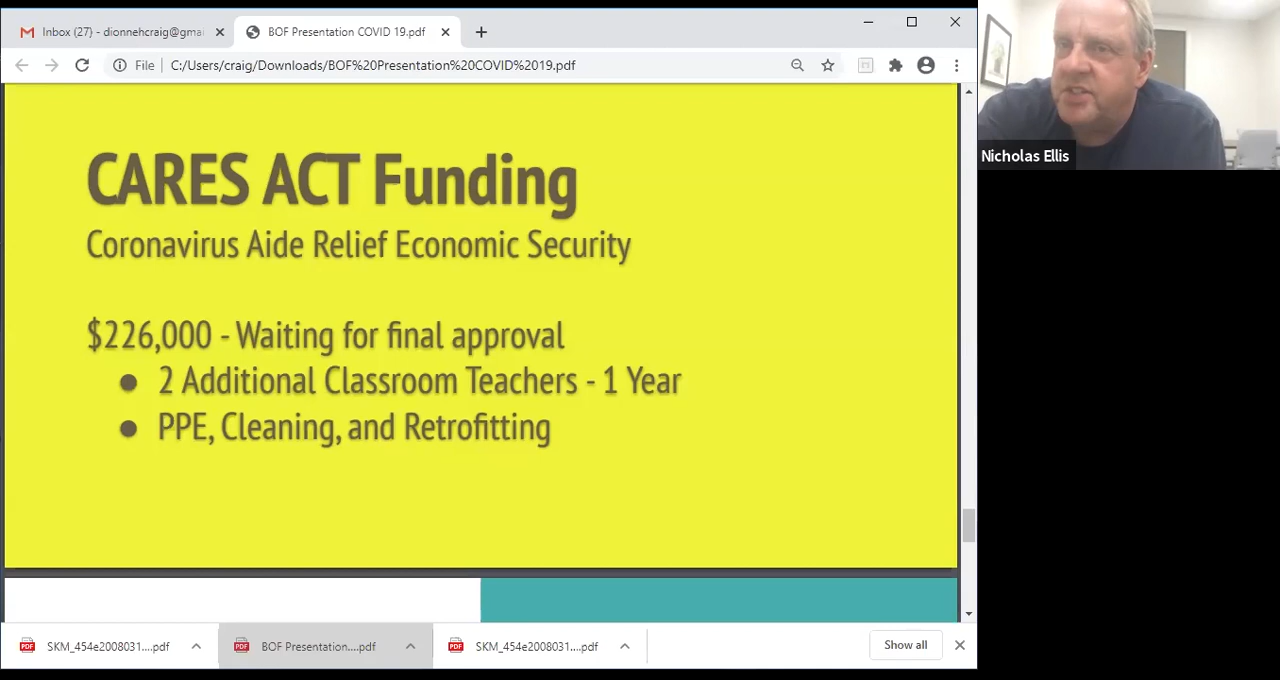 Inbox (27) - dionnehcraig@gmai
BOF Presentation COVID 19.pdf
File
C:/Users/craig/Downloads/BOF%20Presentation%20COVID%2019.pdf
Nicholas Ellis
CARES ACT Funding
Coronavirus Aide Relief Economic Security
$226,000 - Waiting for final approval
● 2 Additional Classroom Teachers - 1 Year
● PPE, Cleaning, and Retrofitting
SKM_454e2008031....pdf
BOF Presentation....pdf
SKM_454e2008031....pdf
Show all